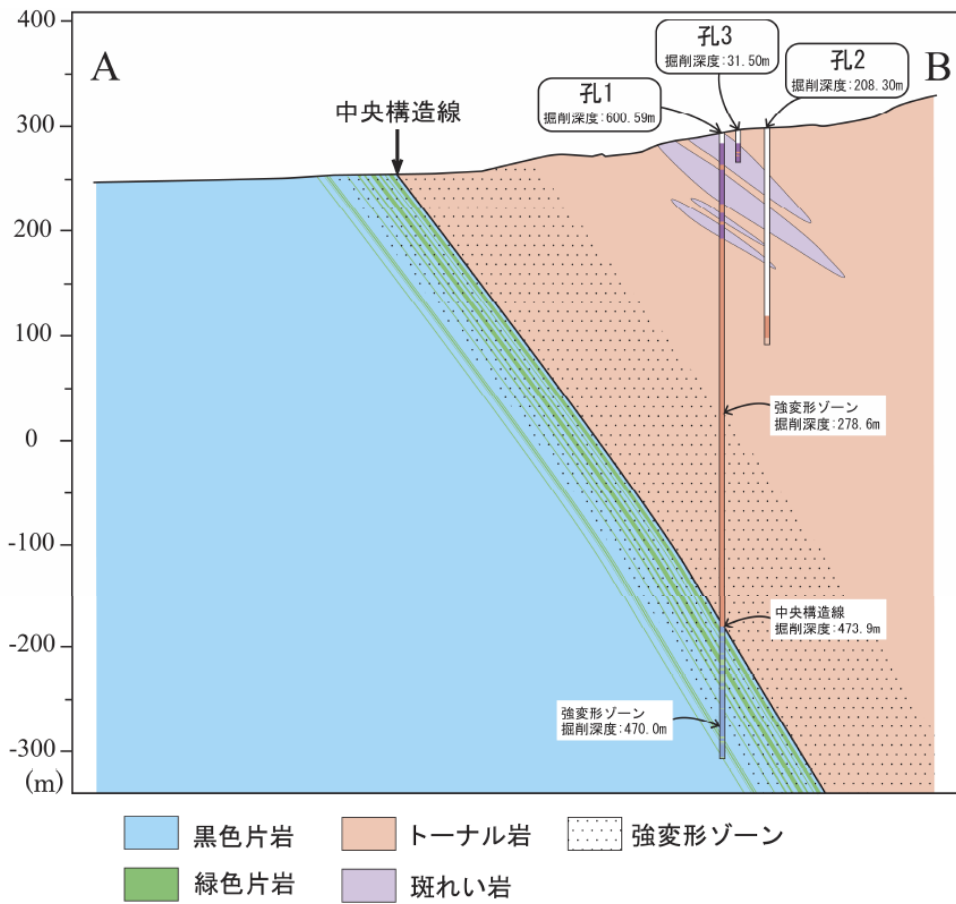 400
300
200
100
0
-100
-200
-300
(m)
A
B
中央構造線
孔1
掘削深度:600.59m
孔3
掘削深度:31.50m
孔2
掘削深度:208.30m
強変形ゾーン
掘削深度:278.6m
中央構造線
掘削深度:473.9m
強変形ゾーン
掘削深度:470.0m
黒色片岩
トーナル岩
強変形ゾーン
緑色片岩
斑れい岩